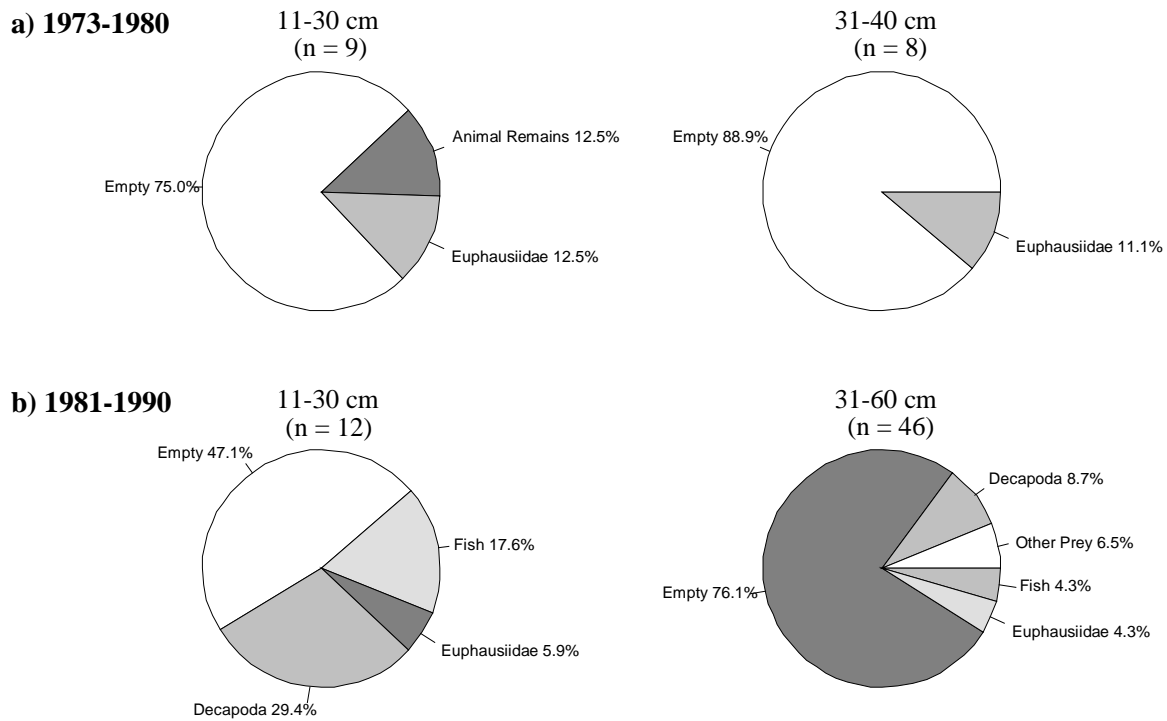 a) 1973-1980
11-30 cm
(n = 9)
Empty 75.0%
Animal Remains 12.5%
Euphausiidae 12.5%
31-40 cm
(n = 8)
Empty 88.9%
Euphausiidae 11.1%
b) 1981-1990
11-30 cm
(n = 12)
Empty 47.1%
Fish 17.6%
Euphausiidae 5.9%
Decapoda 29.4%
31-60 cm
(n = 46)
Decapoda 8.7%
Other Prey 6.5%
Empty 76.1%
Fish 4.3%
Euphausiidae 4.3%